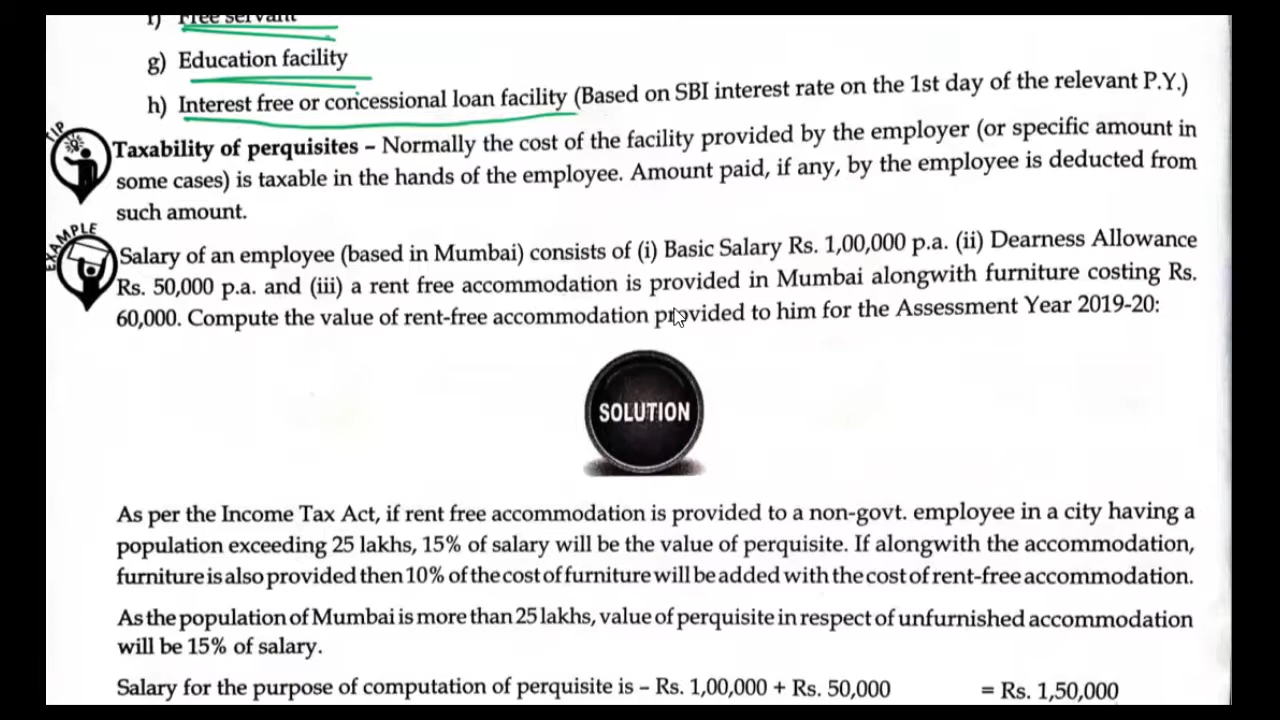 f) Free servant
g) Education facility
h) Interest free or concessional loan facility (Based on SBI interest rate on the 1st day of the relevant P.Y.)
TIP
Taxability of perquisites – Normally the cost of the facility provided by the employer (or specific amount in
some cases) is taxable in the hands of the employee. Amount paid, if any, by the employee is deducted from
such amount.
EXAMPLE
Salary of an employee (based in Mumbai) consists of (i) Basic Salary Rs. 1,00,000 p.a. (ii) Dearness Allowance
Rs. 50,000 p.a. and (iii) a rent free accommodation is provided in Mumbai alongwith furniture costing Rs.
60,000. Compute the value of rent-free accommodation provided to him for the Assessment Year 2019-20:
SOLUTION
As per the Income Tax Act, if rent free accommodation is provided to a non-govt. employee in a city having a
population exceeding 25 lakhs, 15% of salary will be the value of perquisite. If alongwith the accommodation,
furniture is also provided then 10% of the cost of furniture will be added with the cost of rent-free accommodation.
As the population of Mumbai is more than 25 lakhs, value of perquisite in respect of unfurnished accommodation
will be 15% of salary.
Salary for the purpose of computation of perquisite is – Rs. 1,00,000 + Rs. 50,000 = Rs. 1,50,000